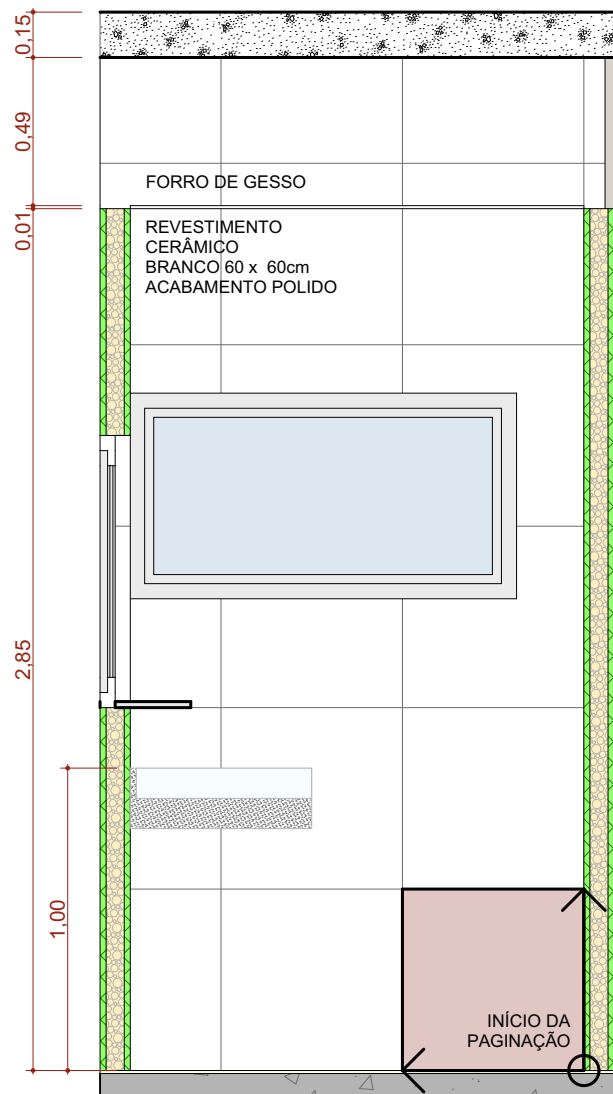 0,15
0,49
FORRO DE GESSO
0,01
REVESTIMENTO
CERÂMICO
BRANCO 60 x 60cm
ACABAMENTO POLIDO
2,85
1,00
INÍCIO DA
PAGINAÇÃO